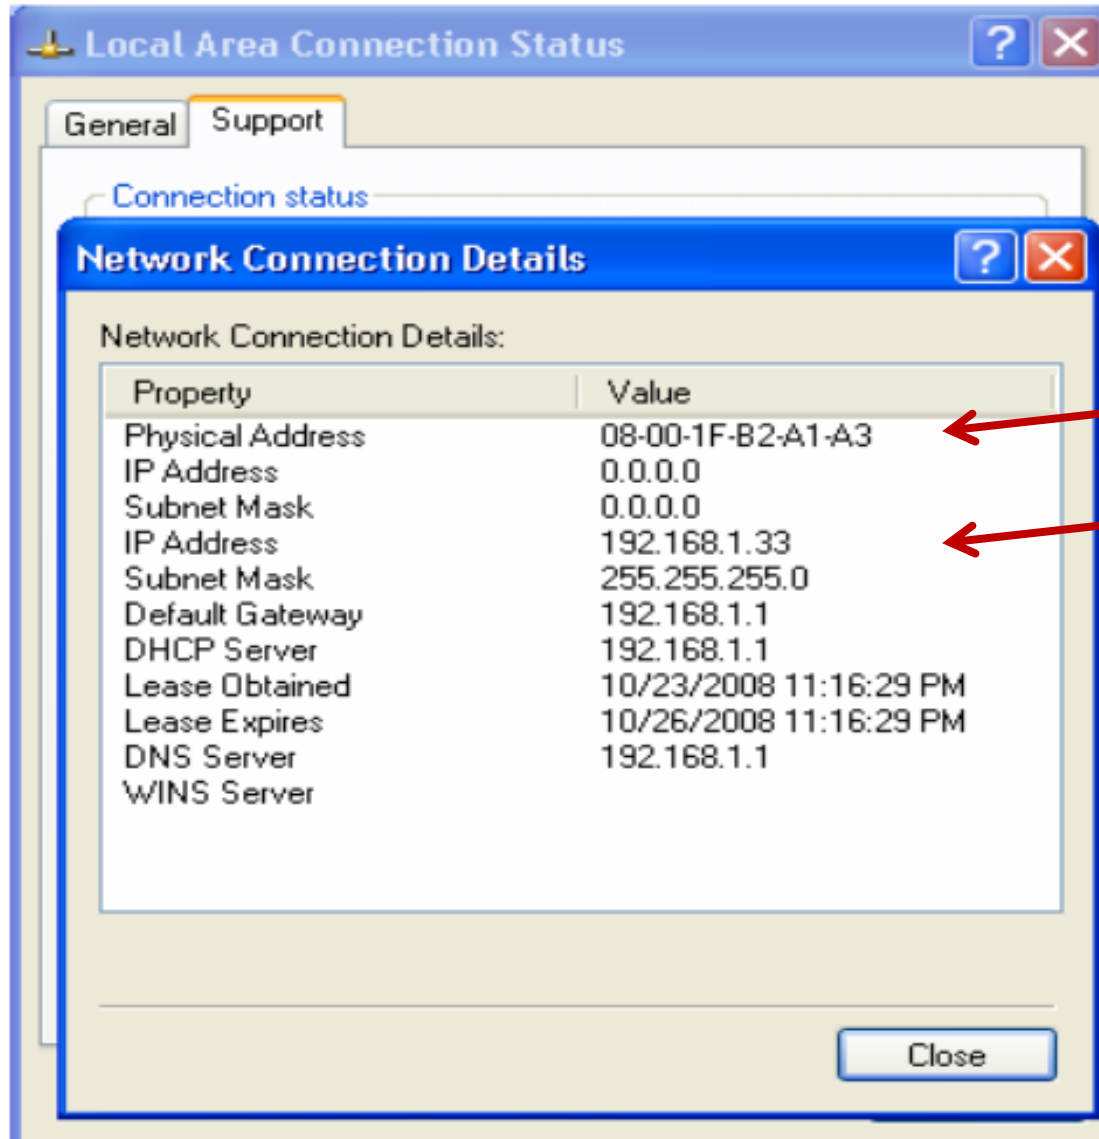 Local Area Connection Status
General Support
Connection status
Network Connection Details
Network Connection Details:
Property Value
Physical Address 08-00-1F-B2-A1-A3
IP Address 0.0.0.0
Subnet Mask 0.0.0.0
IP Address 192.168.1.33
Subnet Mask 255.255.255.0
Default Gateway 192.168.1.1
DHCP Server 192.168.1.1
Lease Obtained 10/23/2008 11:16:29 PM
Lease Expires 10/26/2008 11:16:29 PM
DNS Server 192.168.1.1
WINS Server
Close